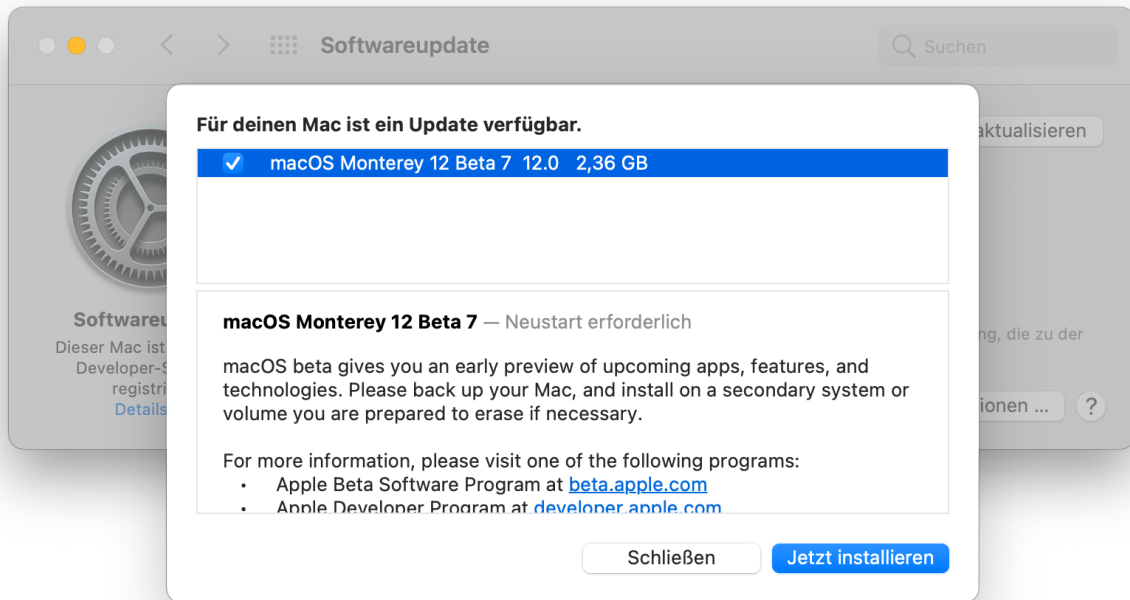 Softwareupdate
Suchen
Für deinen Mac ist ein Update verfügbar.
aktualisieren
macOS Monterey 12 Beta 7 12.0 2,36 GB
macOS Monterey 12 Beta 7 — Neustart erforderlich
Dieser Mac ist
die zu der
registri
Details
macOS beta gives you an early preview of upcoming apps, features, and
technologies. Please back up your Mac, and install on a secondary system or
volume you are prepared to erase if necessary.
?
For more information, please visit one of the following programs:
• Apple Beta Software Program at beta.apple.com
• Apple Developer Program at developer.apple.com
Schließen
Jetzt installieren